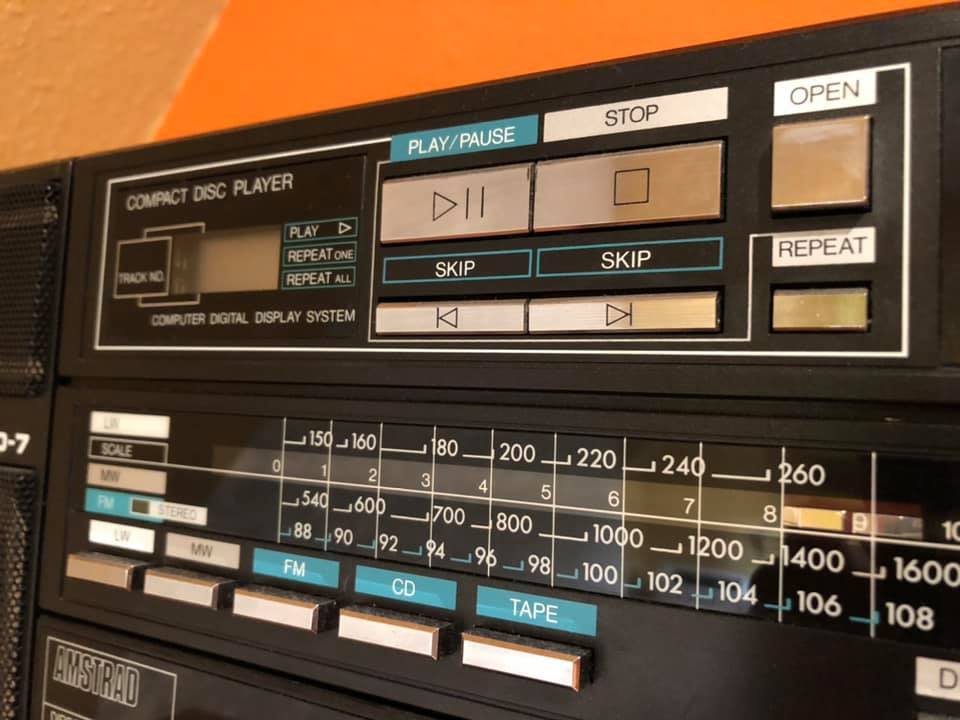 COMPACT DISC PLAYER
TRACK NO.
PLAY
REPEAT ONE
REPEAT ALL
COMPUTER DIGITAL DISPLAY SYSTEM
PLAY/PAUSE
STOP
SKIP
SKIP
OPEN
REPEAT
-7
LW
150 160 180 200 220 240 260
SCALE
0 1 2 3 4 5 6 7 8 9 10
MW
540 600 700 800 1000 1200 1400 1600
FM STEREO
88 90 92 94 96 98 100 102 104 106 108
LW
MW
FM
CD
TAPE
AMSTRAD